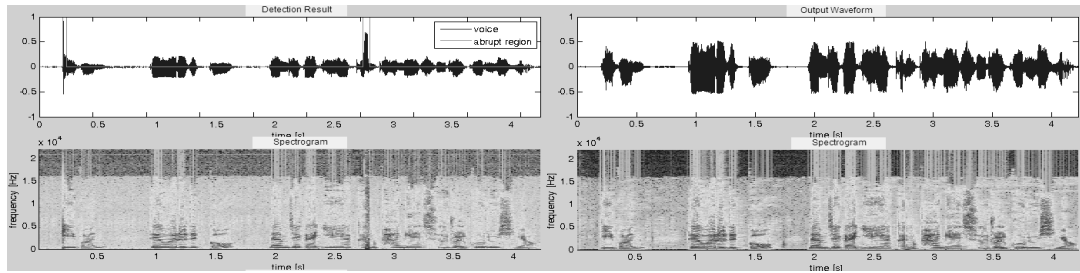 Detection Result
Output Waveform
1
0.5
0
-0.5
-1
voice
abrupt region
0 0.5 1 1.5 2 2.5 3 3.5 4
time [s]
1
0.5
0
-0.5
-1
0 0.5 1 1.5 2 2.5 3 3.5 4
time [s]
x 10⁴
Spectrogram
frequency [Hz]
2
1.5
1
0.5
0
0 0.5 1 1.5 2 2.5 3 3.5 4
time [s]
x 10⁴
Spectrogram
frequency [Hz]
2
1.5
1
0.5
0
0 0.5 1 1.5 2 2.5 3 3.5 4
time [s]